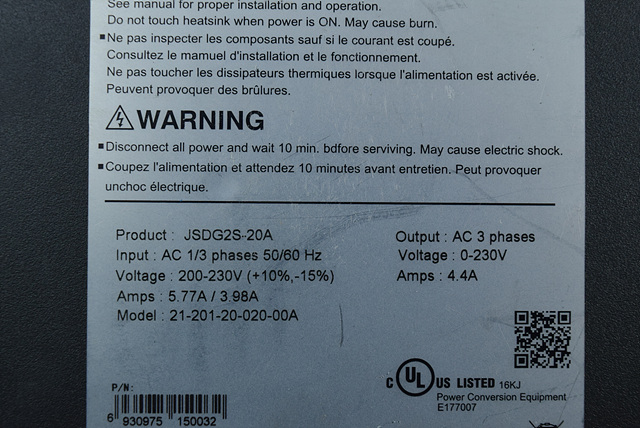 See manual for proper installation and operation.
Do not touch heatsink when power is ON. May cause burn.
▪Ne pas inspecter les composants sauf si le courant est coupé.
Consultez le mamuel d'installation et le fonctionnement.
Ne pas toucher les dissipateurs thermiques lorsque l'alimentation est activée.
Peuvent provoquer des brûlures.
WARNING
▪Disconnect all power and wait 10 min. bdfore serviving. May cause electric shock.
▪Coupez l'alimentation et attendez 10 minutes avant entretien. Peut provoquer
unchoc électrique.
Product : JSDG2S-20A
Input : AC 1/3 phases 50/60 Hz
Voltage : 200-230V (+10%,-15%)
Amps : 5.77A / 3.98A
Model : 21-201-20-020-00A
Output : AC 3 phases
Voltage : 0-230V
Amps : 4.4A
C UL US LISTED 16KJ
Power Conversion Equipment
E177007
P/N:
6 930975 150032